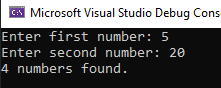 Microsoft Visual Studio Debug Cons
Enter first number: 5
Enter second number: 20
4 numbers found.